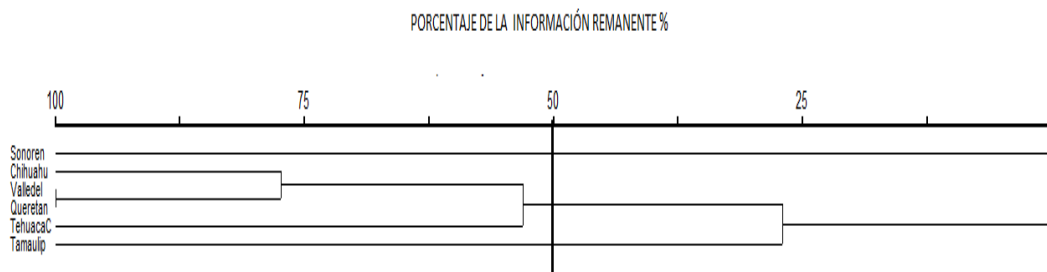 PORCENTAJE DE LA INFORMACIÓN REMANENTE %
100 75 50 25
Sonoren
Chihuahu
Valledel
Queretan
TehuacaC
Tamaulip